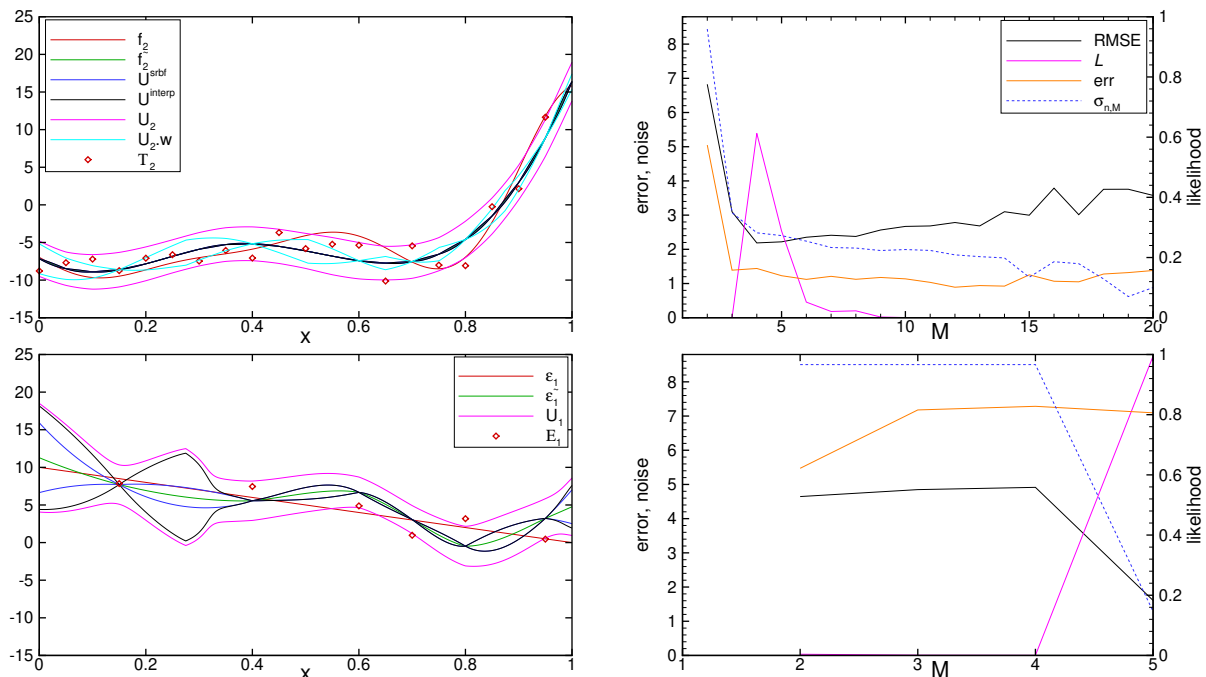 25
20
15
10
5
0
-5
-10
-15
f₂
f̃₂
Uˢʳᵇᶠ
Uⁱⁿᵗᵉʳᵖ
U₂
U₂.w
T₂
0 0.2 0.4 0.6 0.8 1
x
8
7
6
5
4
3
2
1
0
error, noise
RMSE
L
err
σn,M
1
0.8
0.6
0.4
0.2
0
likelihood
5 10 15 20
M
25
20
15
10
5
0
-5
-10
-15
ε₁
ε̃₁
U₁
E₁
0 0.2 0.4 0.6 0.8 1
x
8
7
6
5
4
3
2
1
0
error, noise
1
0.8
0.6
0.4
0.2
0
likelihood
1 2 3 4 5
M